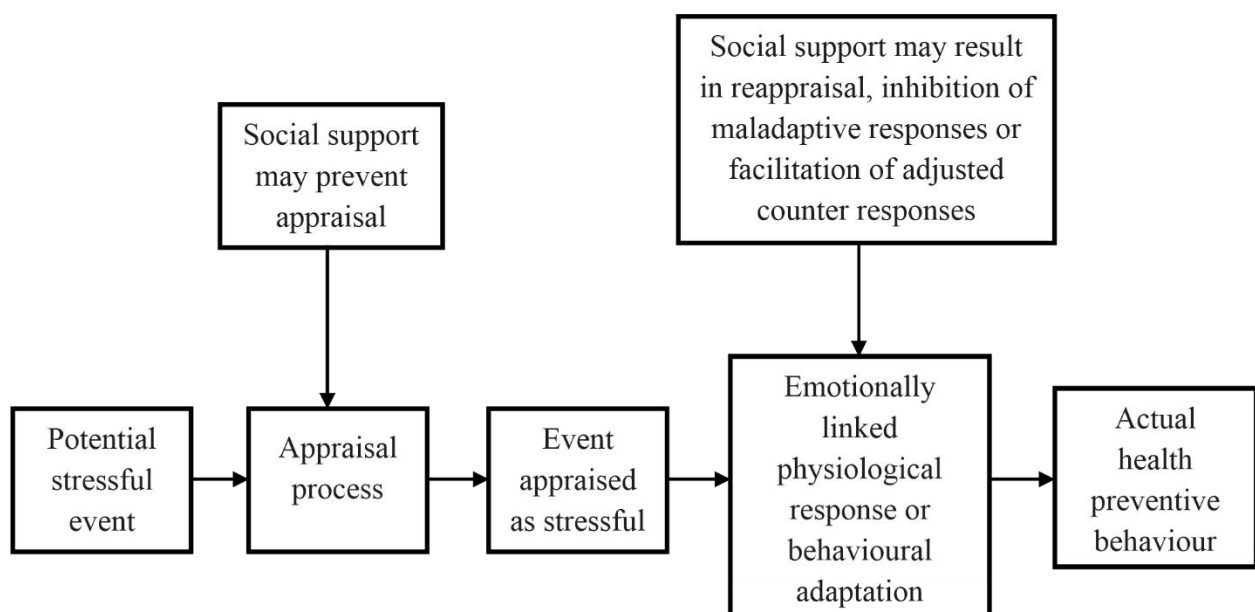 Social support may result
in reappraisal, inhibition of
maladaptive responses or
facilitation of adjusted
counter responses
Social support
may prevent
appraisal
Potential
stressful
event
Appraisal
process
Event
appraised
as stressful
Emotionally
linked
physiological
response or
behavioural
adaptation
Actual
health
preventive
behaviour